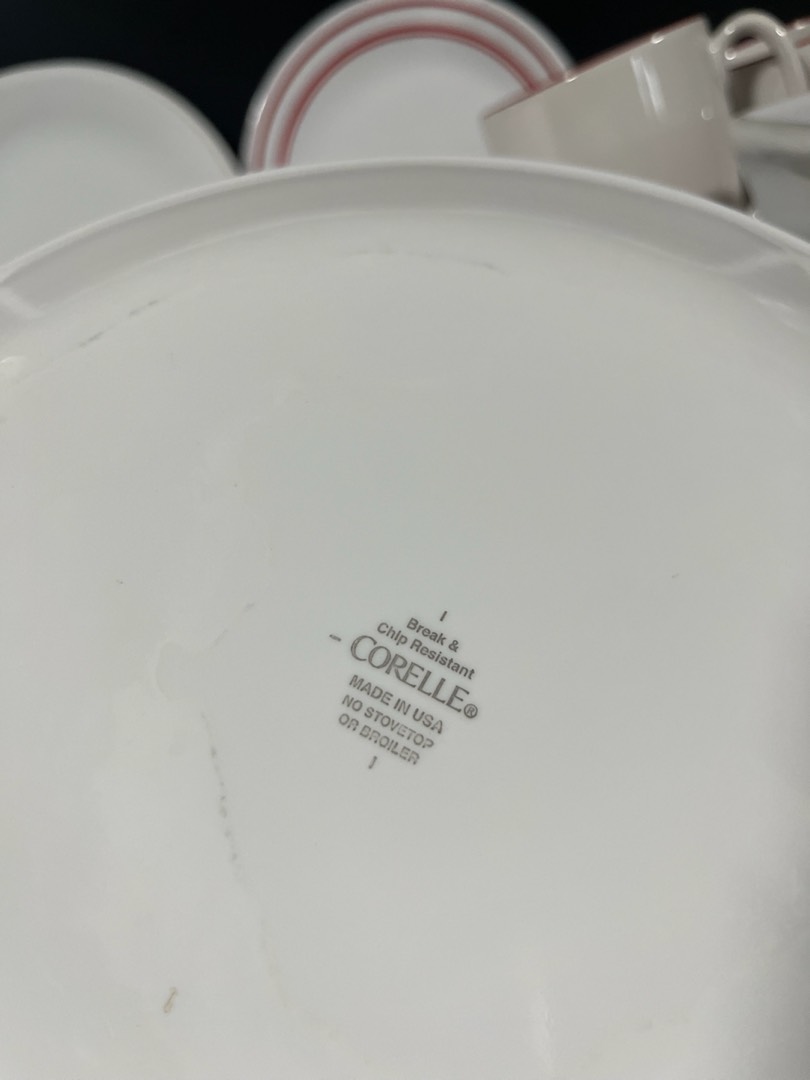 Break &
Chip Resistant
CORELLE®
MADE IN USA
NO STOVETOP
OR BROILER